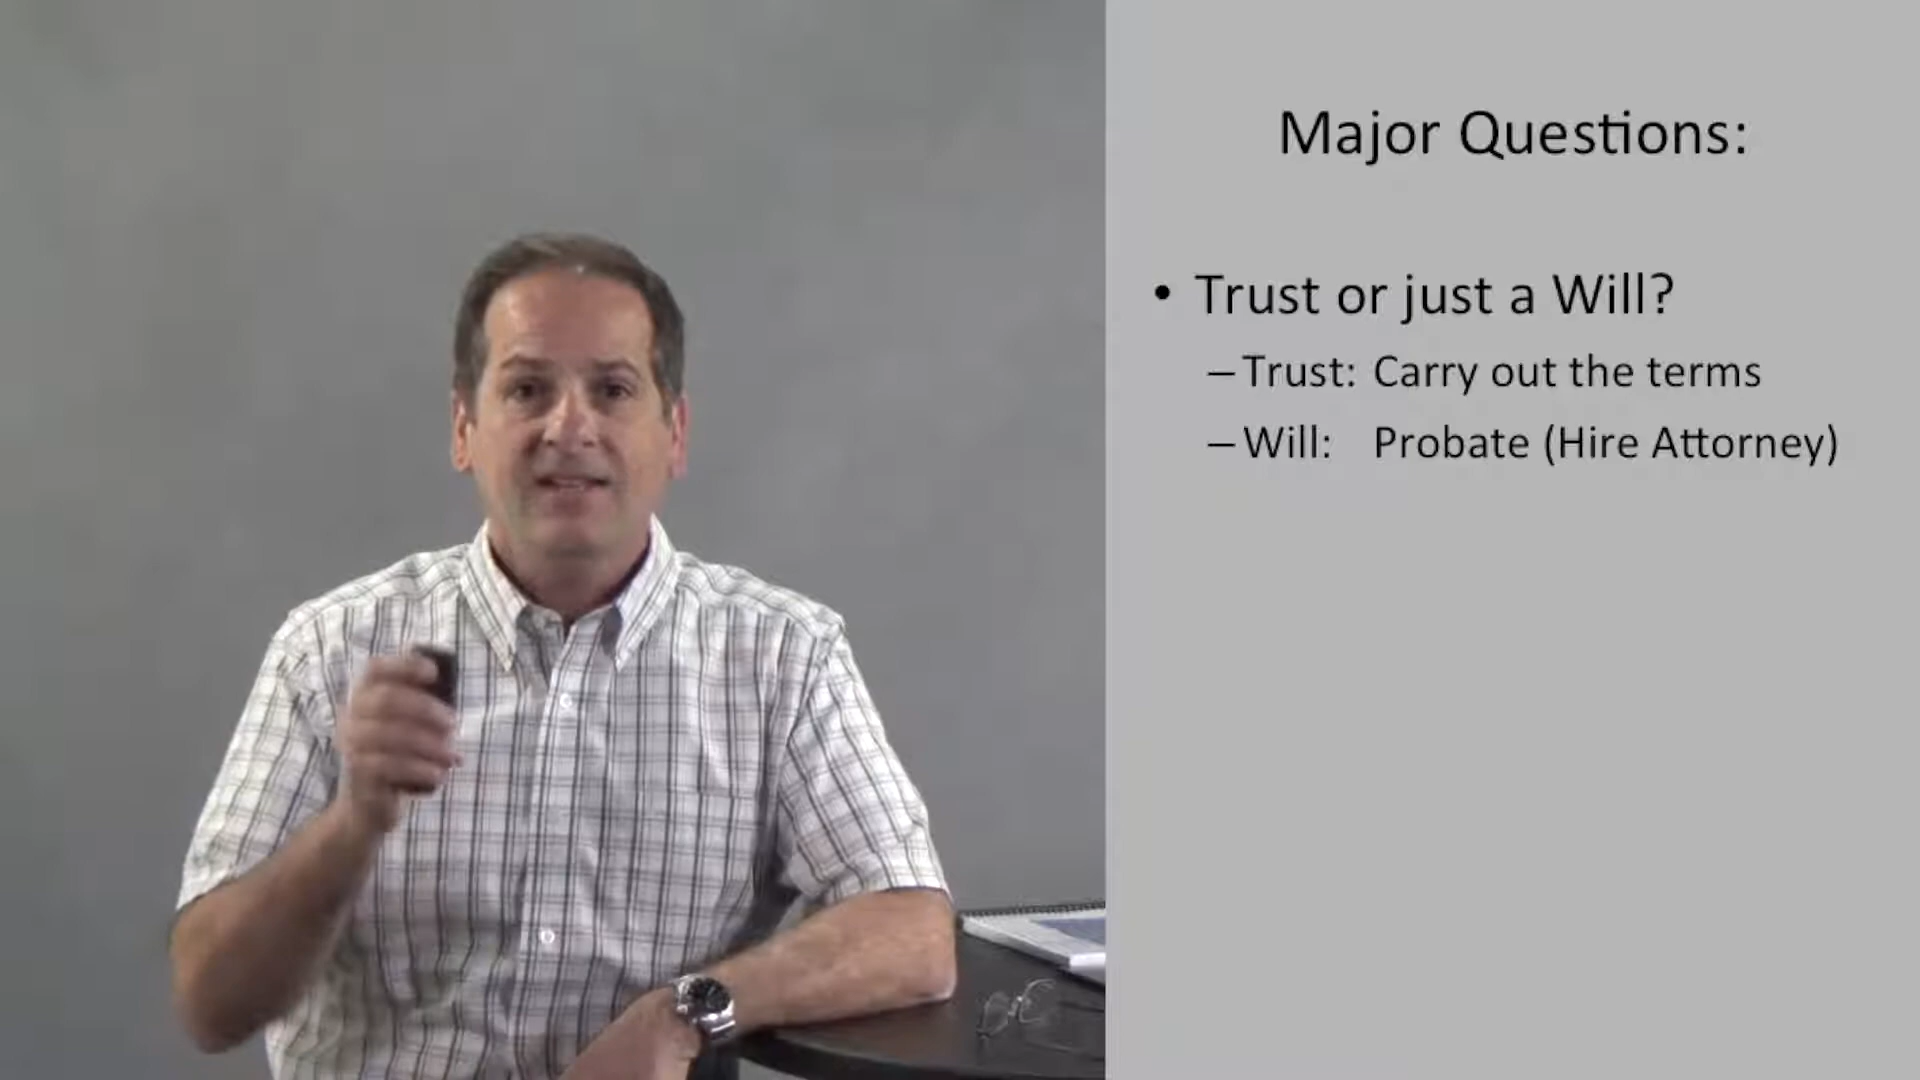 Major Questions:
• Trust or just a Will?
– Trust: Carry out the terms
– Will: Probate (Hire Attorney)